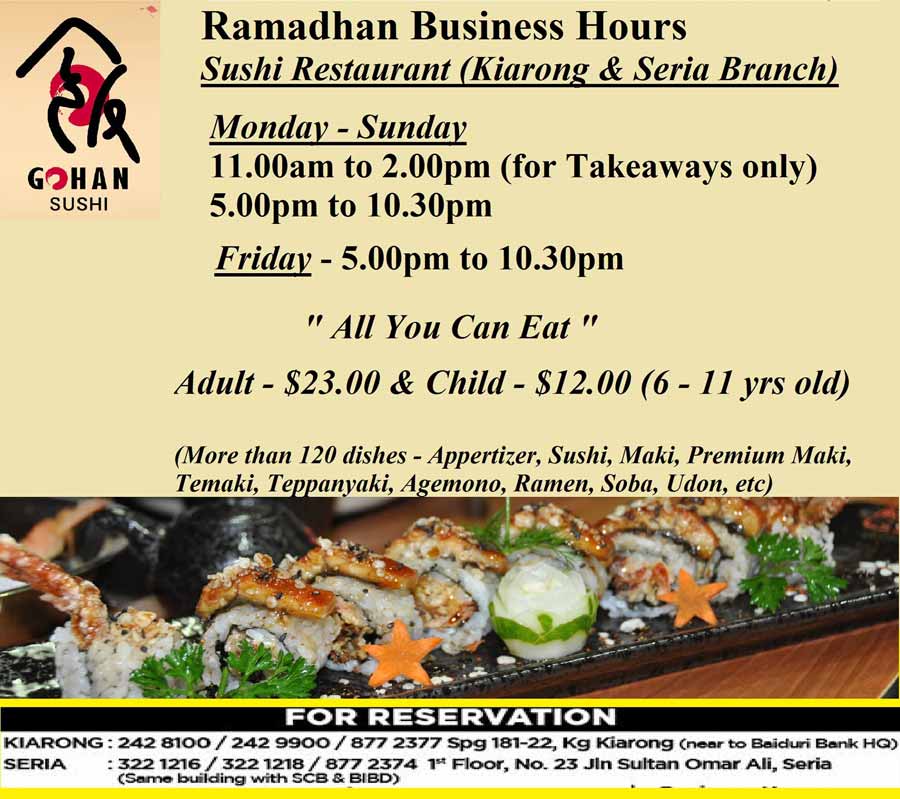 飯
GOHAN
SUSHI
Ramadhan Business Hours
Sushi Restaurant (Kiarong & Seria Branch)
Monday - Sunday
11.00am to 2.00pm (for Takeaways only)
5.00pm to 10.30pm
Friday - 5.00pm to 10.30pm
" All You Can Eat "
Adult - $23.00 & Child - $12.00 (6 - 11 yrs old)
(More than 120 dishes - Appertizer, Sushi, Maki, Premium Maki,
Temaki, Teppanyaki, Agemono, Ramen, Soba, Udon, etc)
FOR RESERVATION
KIARONG : 242 8100 / 242 9900 / 877 2377 Spg 181-22, Kg Kiarong (near to Baiduri Bank HQ)
SERIA : 322 1216 / 322 1218 / 877 2374 1st Floor, No. 23 Jln Sultan Omar Ali, Seria
(Same building with SCB & BIBD)